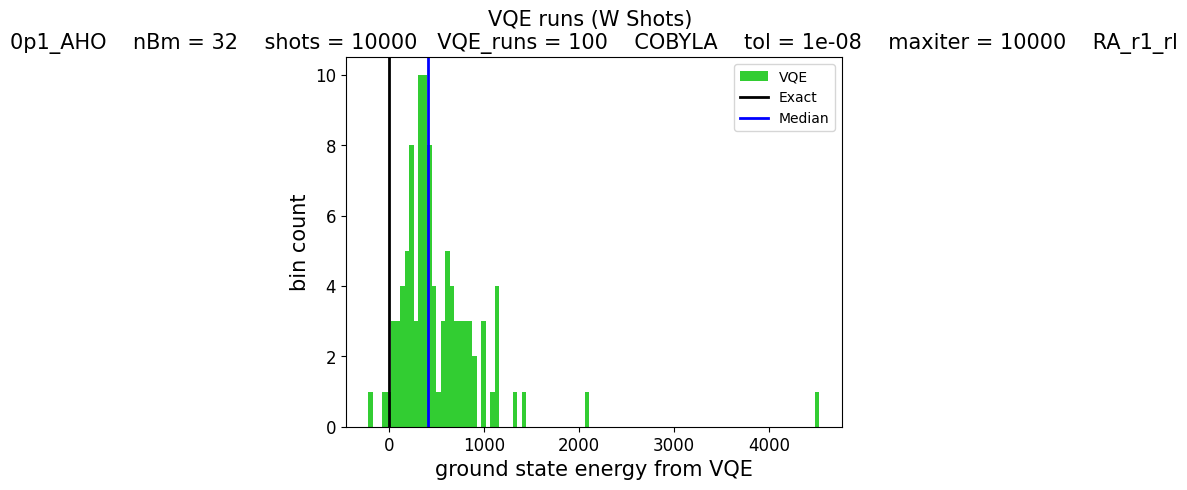 VQE runs (W Shots)
0p1_AHO    nBm = 32    shots = 10000   VQE_runs = 100    COBYLA    tol = 1e-08    maxiter = 10000    RA_r1_rl
10
8
6
4
2
0
bin count
VQE
Exact
Median
0 1000 2000 3000 4000
ground state energy from VQE